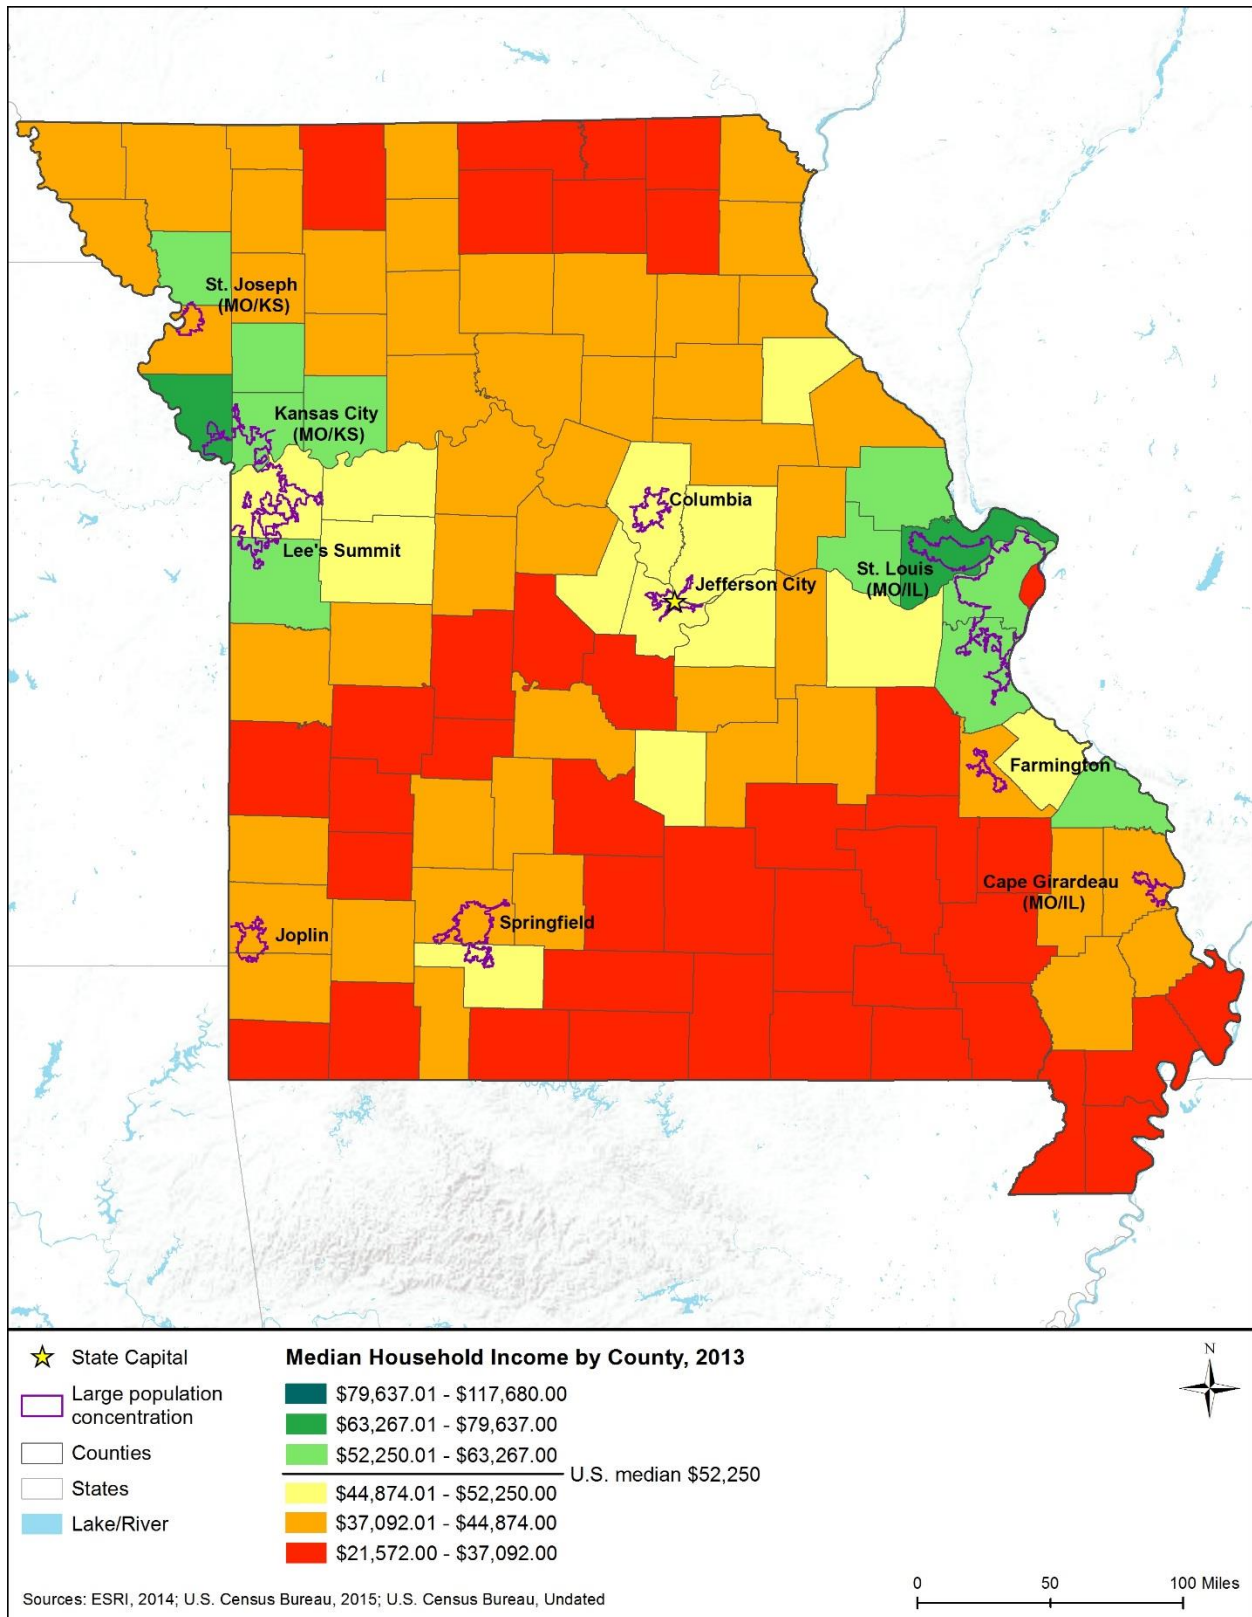 St. Joseph
(MO/KS)
Kansas City
(MO/KS)
Columbia
Lee's Summit
St. Louis
(MO/IL)
Jefferson City
Farmington
Cape Girardeau
(MO/IL)
Springfield
Joplin
State Capital
Large population
concentration
Counties
States
Lake/River
Median Household Income by County, 2013
$79,637.01 - $117,680.00
$63,267.01 - $79,637.00
$52,250.01 - $63,267.00
U.S. median $52,250
$44,874.01 - $52,250.00
$37,092.01 - $44,874.00
$21,572.00 - $37,092.00
N
Sources: ESRI, 2014; U.S. Census Bureau, 2015; U.S. Census Bureau, Undated
0 50 100 Miles